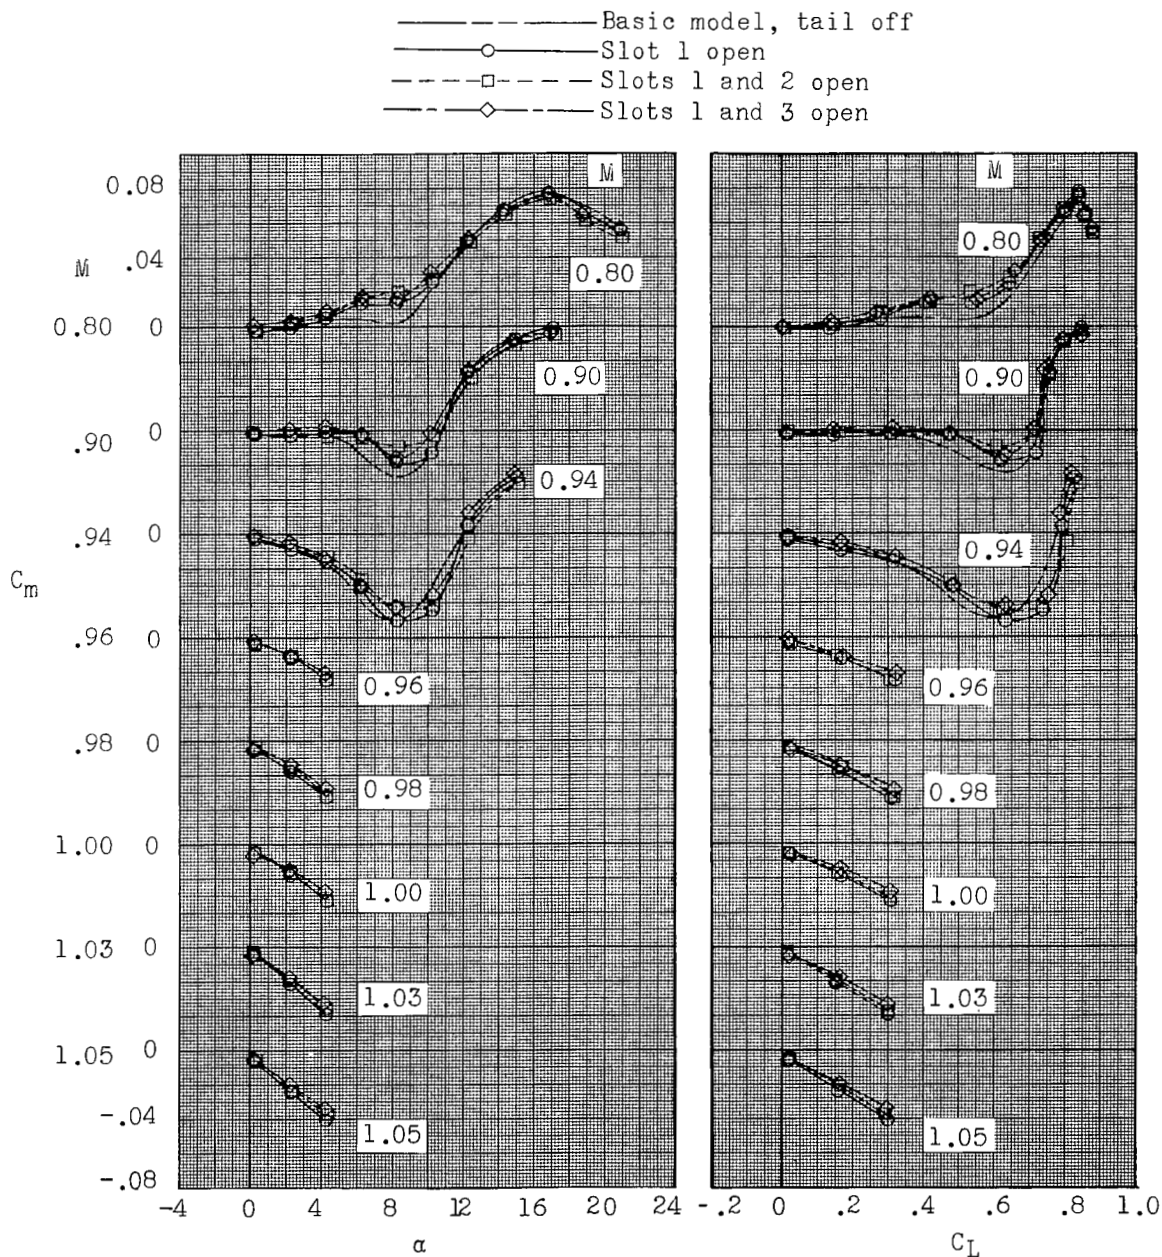 Basic model, tail off
Slot 1 open
Slots 1 and 2 open
Slots 1 and 3 open
M
M
0.08
.04
M
0.80 0
.90 0
.94 0
.96 0
.98 0
1.00 0
1.03 0
1.05 0
-.04
-.08
Cm
0.80
0.90
0.94
0.96
0.98
1.00
1.03
1.05
0.80
0.90
0.94
0.96
0.98
1.00
1.03
1.05
-4 0 4 8 12 16 20 24
α
-.2 0 .2 .4 .6 .8 1.0
CL